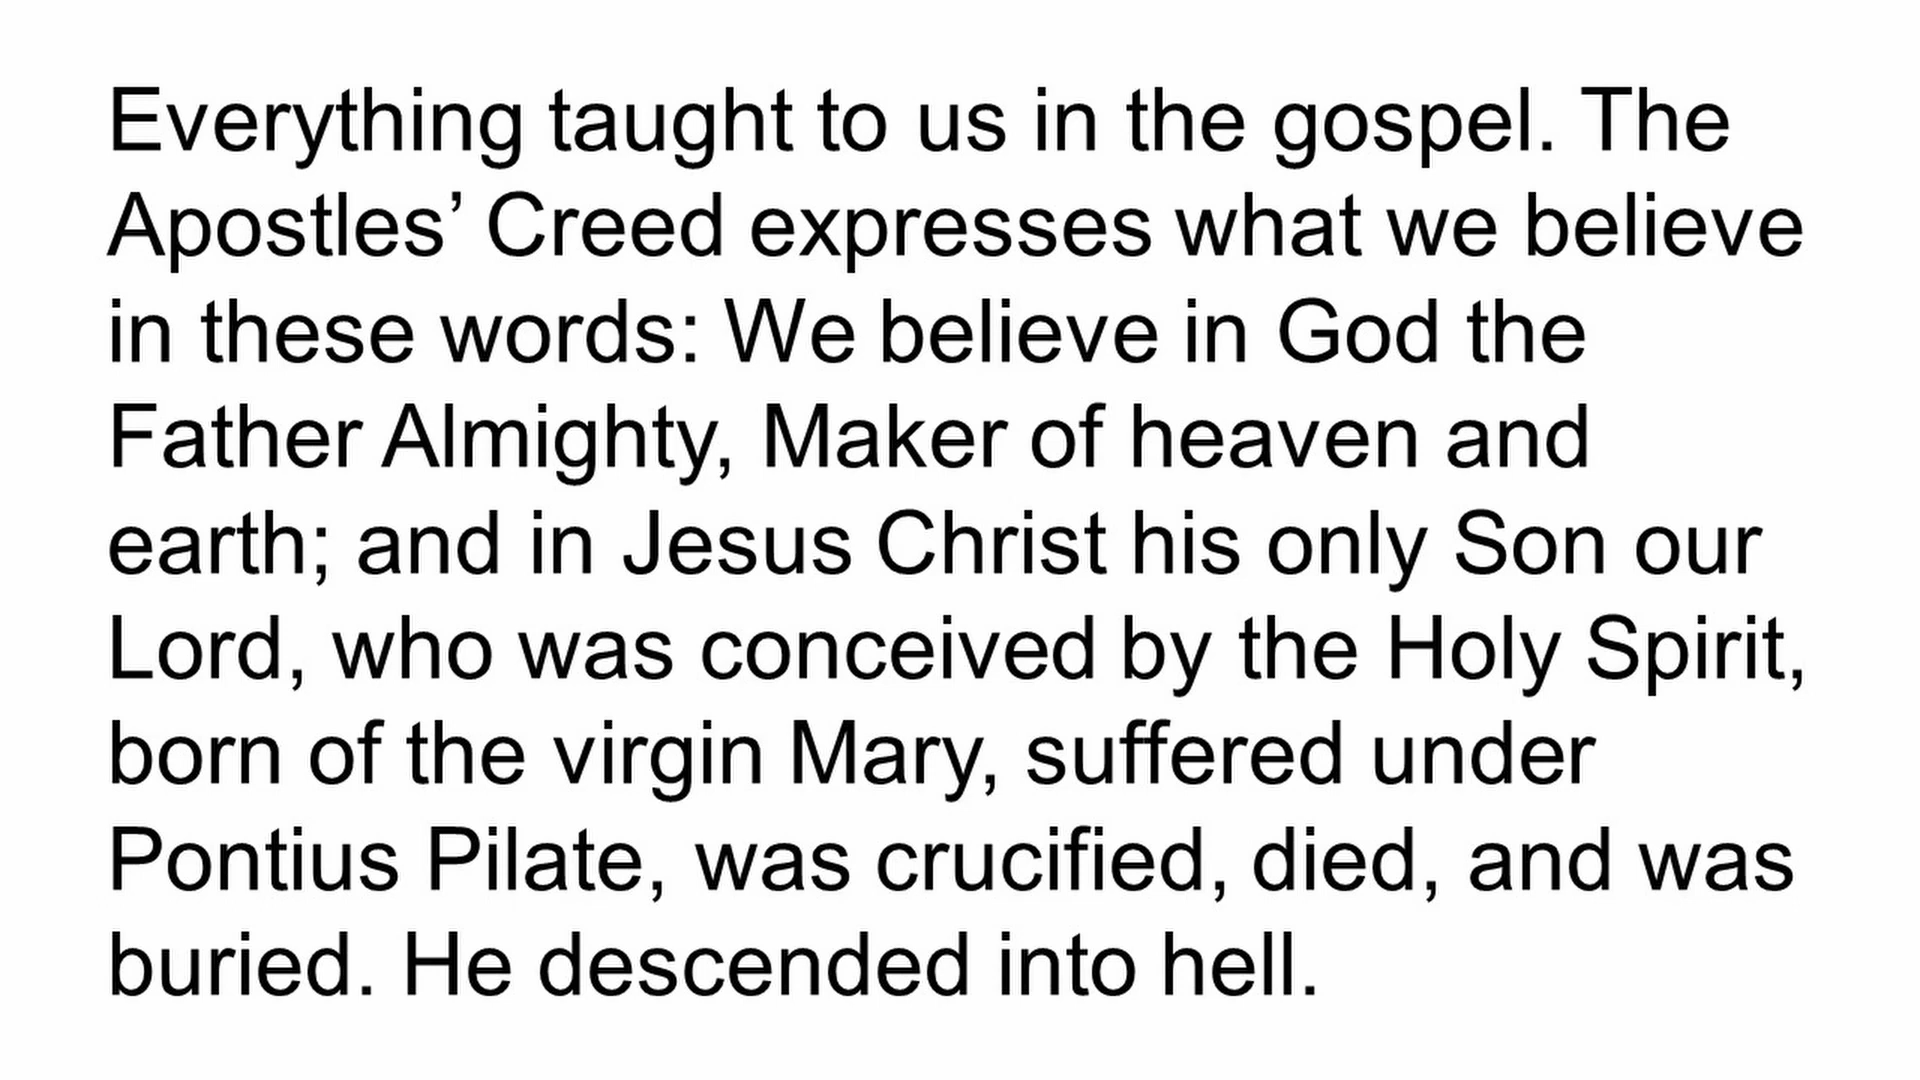 Everything taught to us in the gospel. The
Apostles’ Creed expresses what we believe
in these words: We believe in God the
Father Almighty, Maker of heaven and
earth; and in Jesus Christ his only Son our
Lord, who was conceived by the Holy Spirit,
born of the virgin Mary, suffered under
Pontius Pilate, was crucified, died, and was
buried. He descended into hell.